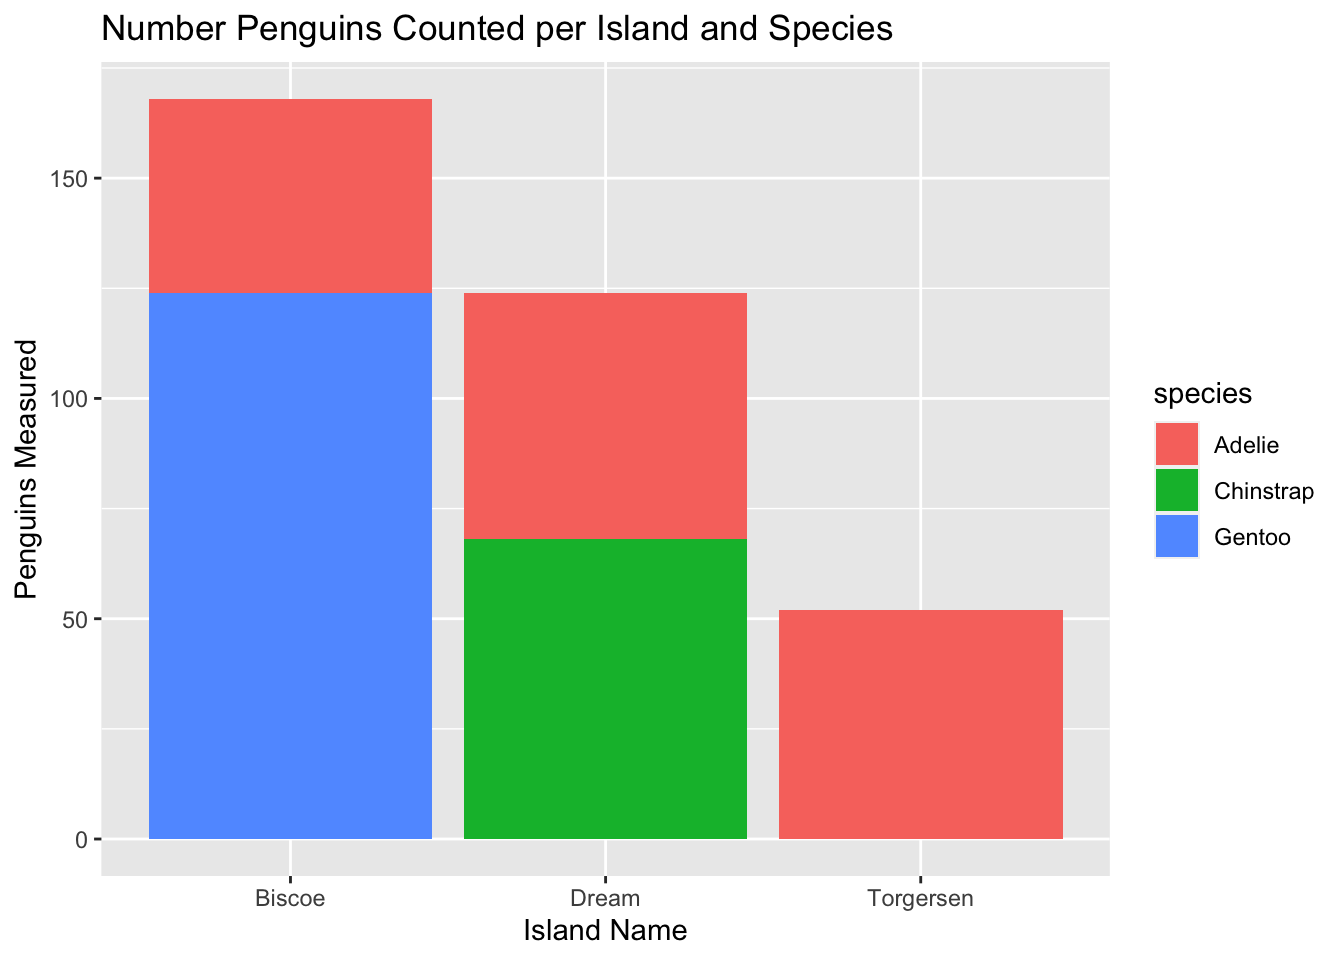 Number Penguins Counted per Island and Species
Penguins Measured
150
100
50
0
Biscoe Dream Torgersen
Island Name
species
Adelie
Chinstrap
Gentoo